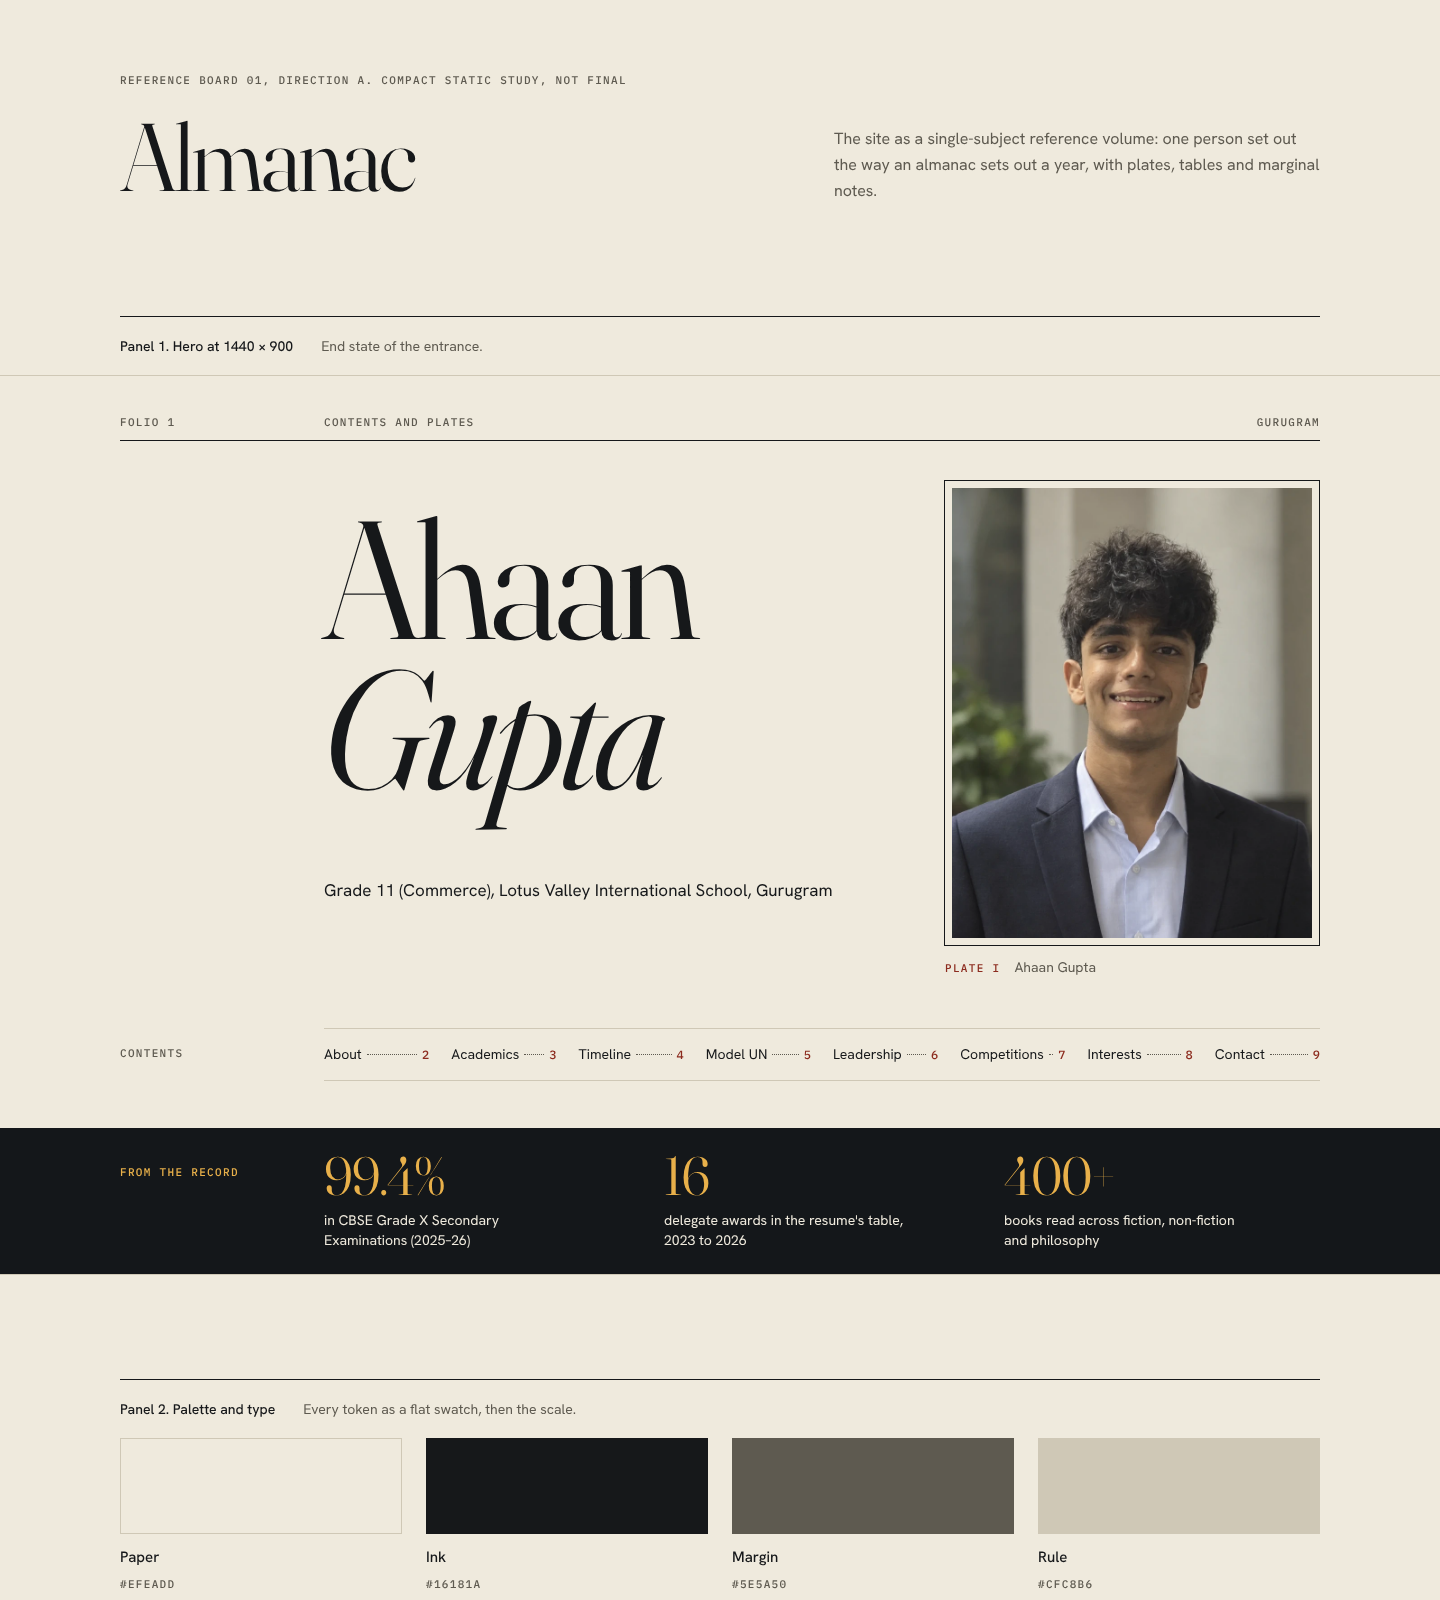 REFERENCE BOARD 01, DIRECTION A. COMPACT STATIC STUDY, NOT FINAL
Almanac
The site as a single-subject reference volume: one person set out
the way an almanac sets out a year, with plates, tables and marginal
notes.
Panel 1. Hero at 1440 × 900 End state of the entrance.
FOLIO 1 CONTENTS AND PLATES GURUGRAM
Ahaan
Gupta
Grade 11 (Commerce), Lotus Valley International School, Gurugram
PLATE I Ahaan Gupta
CONTENTS About 2 Academics 3 Timeline 4 Model UN 5 Leadership 6 Competitions 7 Interests 8 Contact 9
FROM THE RECORD
99.4%
in CBSE Grade X Secondary
Examinations (2025–26)
16
delegate awards in the resume's table,
2023 to 2026
400+
books read across fiction, non-fiction
and philosophy
Panel 2. Palette and type Every token as a flat swatch, then the scale.
Paper
#EFEADD
Ink
#16181A
Margin
#5E5A50
Rule
#CFC8B6